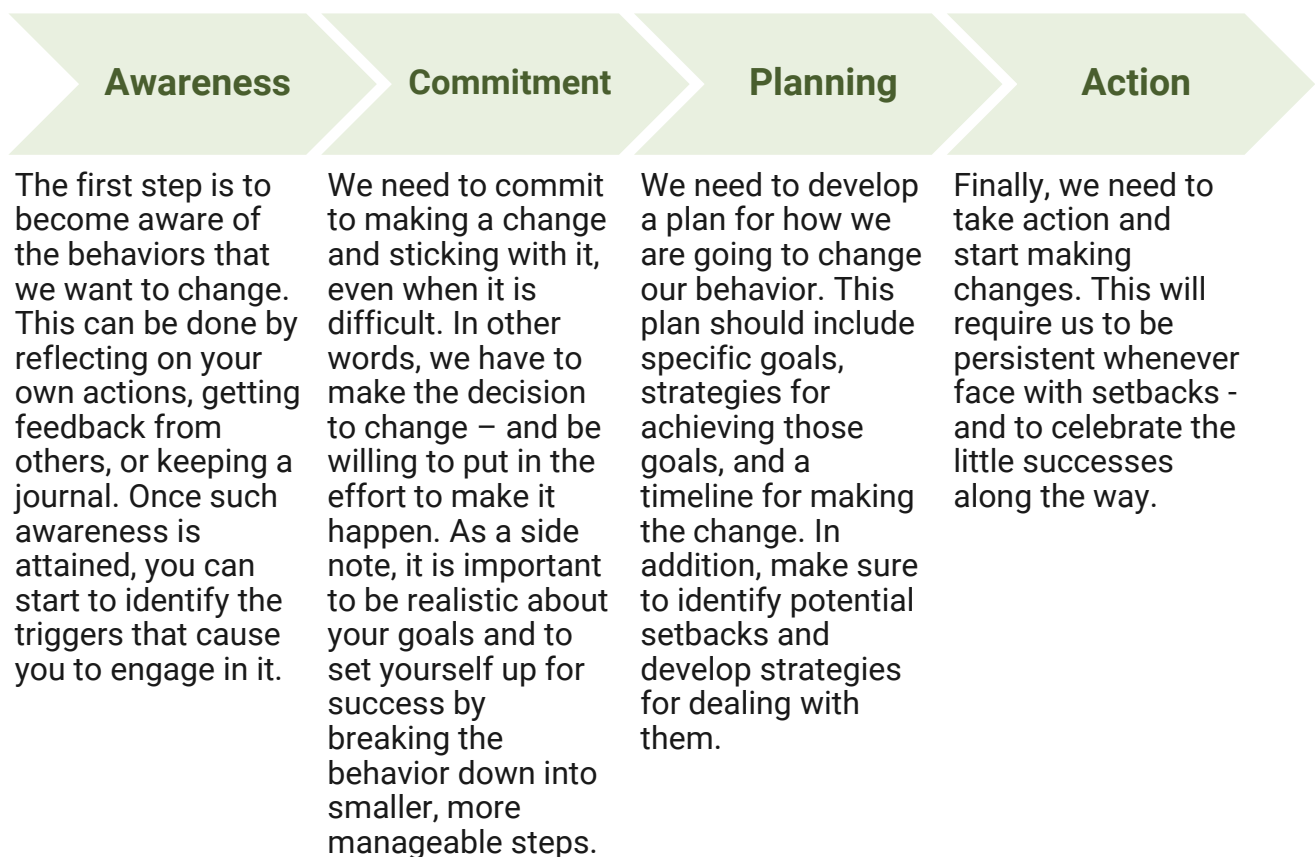 Awareness
Commitment
Planning
Action
The first step is to
become aware of
the behaviors that
we want to change.
This can be done by
reflecting on your
own actions, getting
feedback from
others, or keeping a
journal. Once such
awareness is
attained, you can
start to identify the
triggers that cause
you to engage in it.
We need to commit
to making a change
and sticking with it,
even when it is
difficult. In other
words, we have to
make the decision
to change – and be
willing to put in the
effort to make it
happen. As a side
note, it is important
to be realistic about
your goals and to
set yourself up for
success by
breaking the
behavior down into
smaller, more
manageable steps.
We need to develop
a plan for how we
are going to change
our behavior. This
plan should include
specific goals,
strategies for
achieving those
goals, and a
timeline for making
the change. In
addition, make sure
to identify potential
setbacks and
develop strategies
for dealing with
them.
Finally, we need to
take action and
start making
changes. This will
require us to be
persistent whenever
face with setbacks -
and to celebrate the
little successes
along the way.